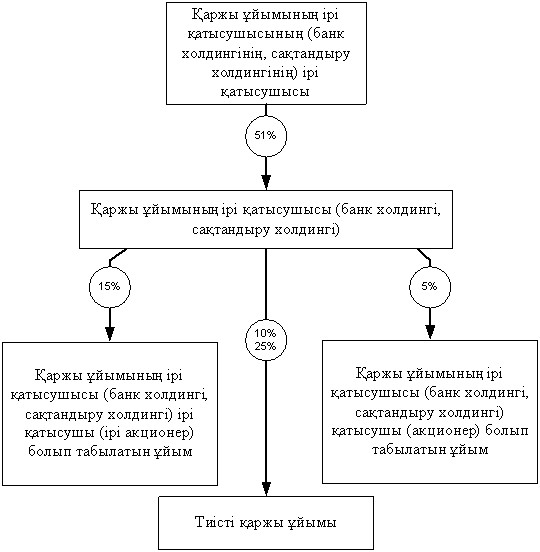 Қаржы ұйымының ірі
қатысушысының (банк
холдингінің, сақтандыру
холдингінің) ірі
қатысушысы
51%
Қаржы ұйымының ірі қатысушысы (банк холдингі,
сақтандыру холдингі)
15%
10%
25%
5%
Қаржы ұйымының ірі
қатысушысы (банк холдингі,
сақтандыру холдингі) ірі
қатысушы (ірі акционер)
болып табылатын ұйым
Қаржы ұйымының ірі
қатысушысы (банк холдингі,
сақтандыру холдингі)
қатысушы (акционер) болып
табылатын ұйым
Тиісті қаржы ұйымы